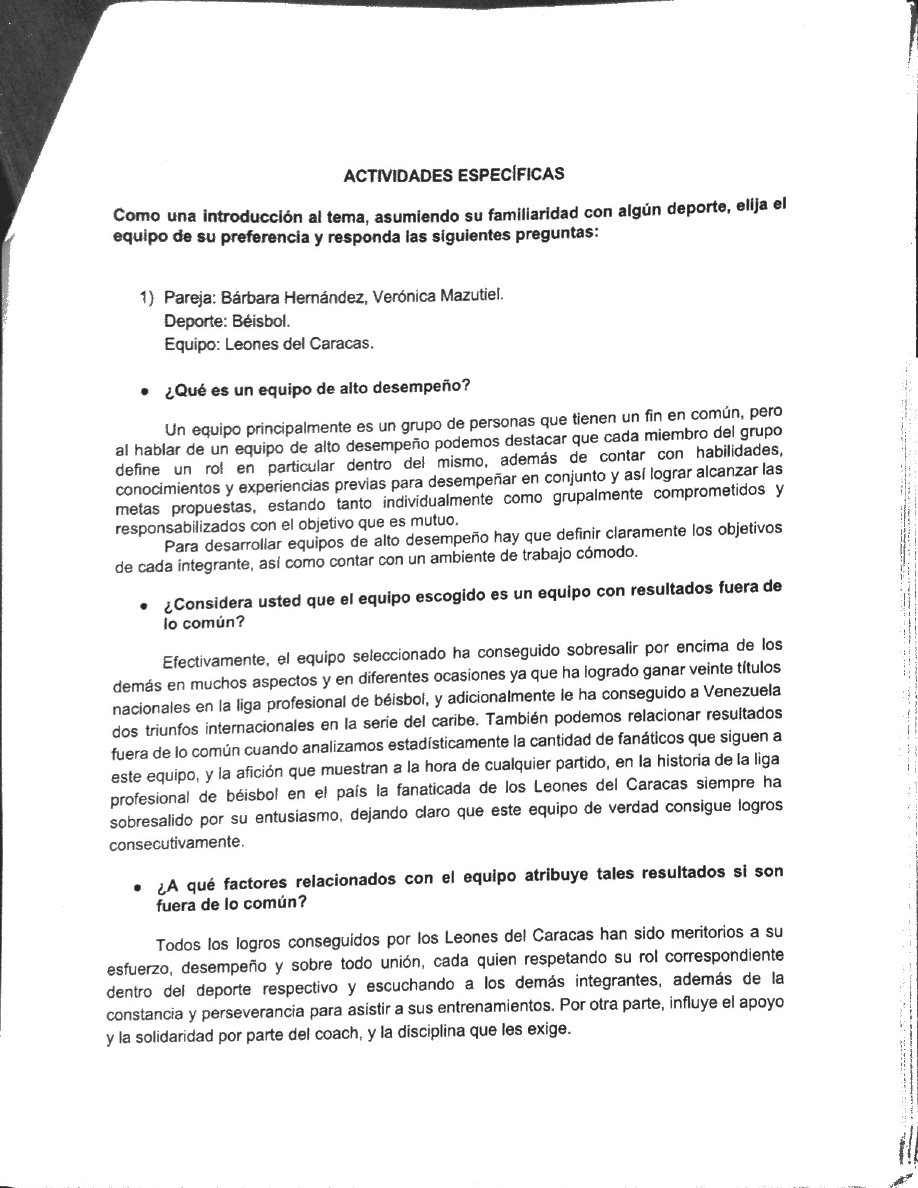 ACTIVIDADES ESPECÍFICAS
Como una introducción al tema, asumiendo su familiaridad con algún deporte, elija el
equipo de su preferencia y responda las siguientes preguntas:
1) Pareja: Bárbara Hernández, Verónica Mazutiel.
Deporte: Béisbol.
Equipo: Leones del Caracas.
• ¿Qué es un equipo de alto desempeño?
Un equipo principalmente es un grupo de personas que tienen un fin en común, pero
al hablar de un equipo de alto desempeño podemos destacar que cada miembro del grupo
define un rol en particular dentro del mismo, además de contar con habilidades,
conocimientos y experiencias previas para desempeñar en conjunto y así lograr alcanzar las
metas propuestas, estando tanto individualmente como grupalmente comprometidos y
responsabilizados con el objetivo que es mutuo.
Para desarrollar equipos de alto desempeño hay que definir claramente los objetivos
de cada integrante, así como contar con un ambiente de trabajo cómodo.
• ¿Considera usted que el equipo escogido es un equipo con resultados fuera de
lo común?
Efectivamente, el equipo seleccionado ha conseguido sobresalir por encima de los
demás en muchos aspectos y en diferentes ocasiones ya que ha logrado ganar veinte títulos
nacionales en la liga profesional de béisbol, y adicionalmente le ha conseguido a Venezuela
dos triunfos internacionales en la serie del caribe. También podemos relacionar resultados
fuera de lo común cuando analizamos estadísticamente la cantidad de fanáticos que siguen a
este equipo, y la afición que muestran a la hora de cualquier partido, en la historia de la liga
profesional de béisbol en el país la fanaticada de los Leones del Caracas siempre ha
sobresalido por su entusiasmo, dejando claro que este equipo de verdad consigue logros
consecutivamente.
• ¿A qué factores relacionados con el equipo atribuye tales resultados si son
fuera de lo común?
Todos los logros conseguidos por los Leones del Caracas han sido meritorios a su
esfuerzo, desempeño y sobre todo unión, cada quien respetando su rol correspondiente
dentro del deporte respectivo y escuchando a los demás integrantes, además de la
constancia y perseverancia para asistir a sus entrenamientos. Por otra parte, influye el apoyo
y la solidaridad por parte del coach, y la disciplina que les exige.